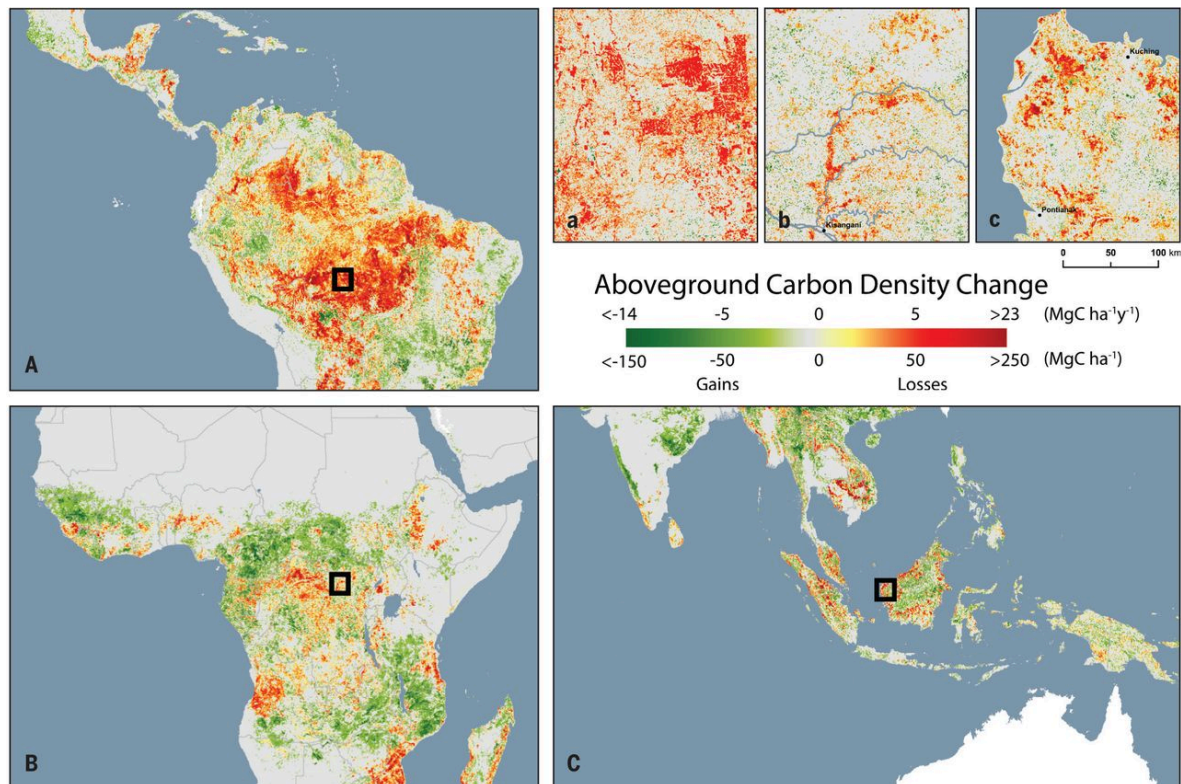 A
a
b
Kisangani
c
Kuching
Pontianak
0 50 100 km
Aboveground Carbon Density Change
<-14 -5 0 5 >23 (MgC ha⁻¹y⁻¹)
<-150 -50 0 50 >250 (MgC ha⁻¹)
Gains Losses
B
C